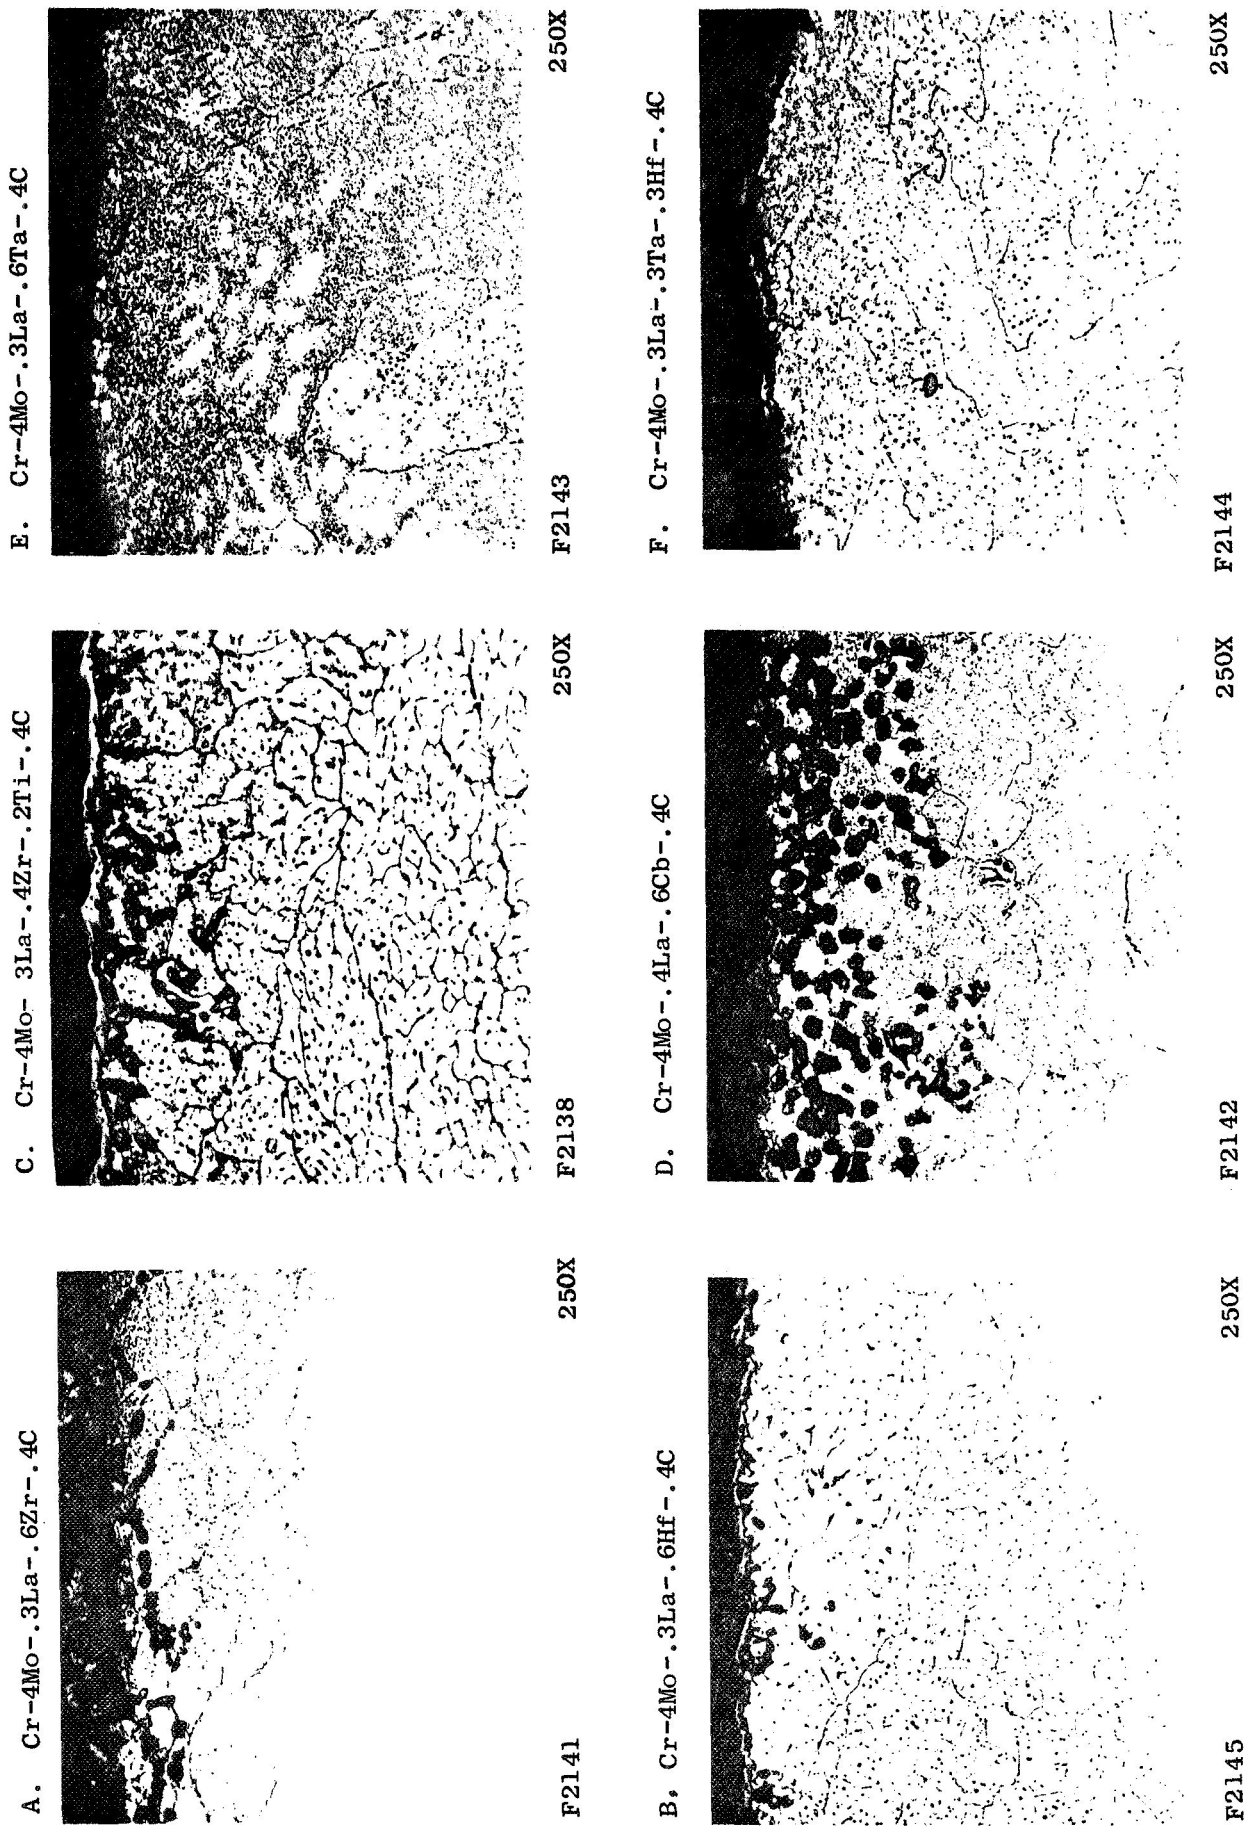 A. Cr-4Mo-.3La-.6Zr-.4C
F2141
250X
B. Cr-4Mo-.3La-.6Hf-.4C
F2145
250X
C. Cr-4Mo- 3La-.4Zr-.2Ti-.4C
F2138
250X
D. Cr-4Mo-.4La-.6Cb-.4C
F2142
250X
E. Cr-4Mo-.3La-.6Ta-.4C
F2143
250X
F. Cr-4Mo-.3La-.3Ta-.3Hf-.4C
F2144
250X